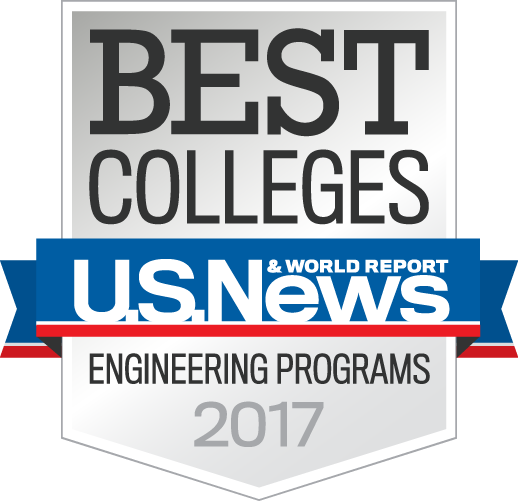 BEST
COLLEGES
& WORLD REPORT
U.S.News
ENGINEERING PROGRAMS
2017